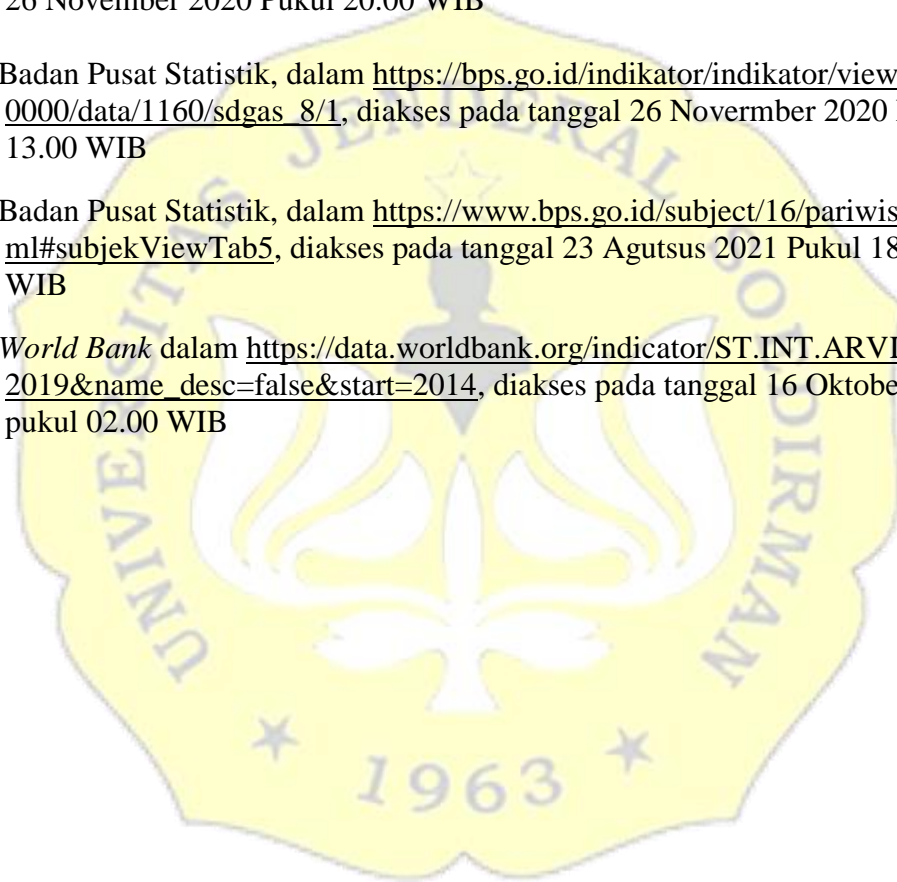 26 November 2020 Pukul 20.00 WIB
Badan Pusat Statistik, dalam https://bps.go.id/indikator/indikator/view
0000/data/1160/sdgas_8/1, diakses pada tanggal 26 Novermber 2020
13.00 WIB
Badan Pusat Statistik, dalam https://www.bps.go.id/subject/16/pariwis
ml#subjekViewTab5, diakses pada tanggal 23 Agutsus 2021 Pukul 18
WIB
World Bank dalam https://data.worldbank.org/indicator/ST.INT.ARVL
2019&name_desc=false&start=2014, diakses pada tanggal 16 Oktobe
pukul 02.00 WIB
UNIVERSITAS JENDERAL SOEDIRMAN
1963